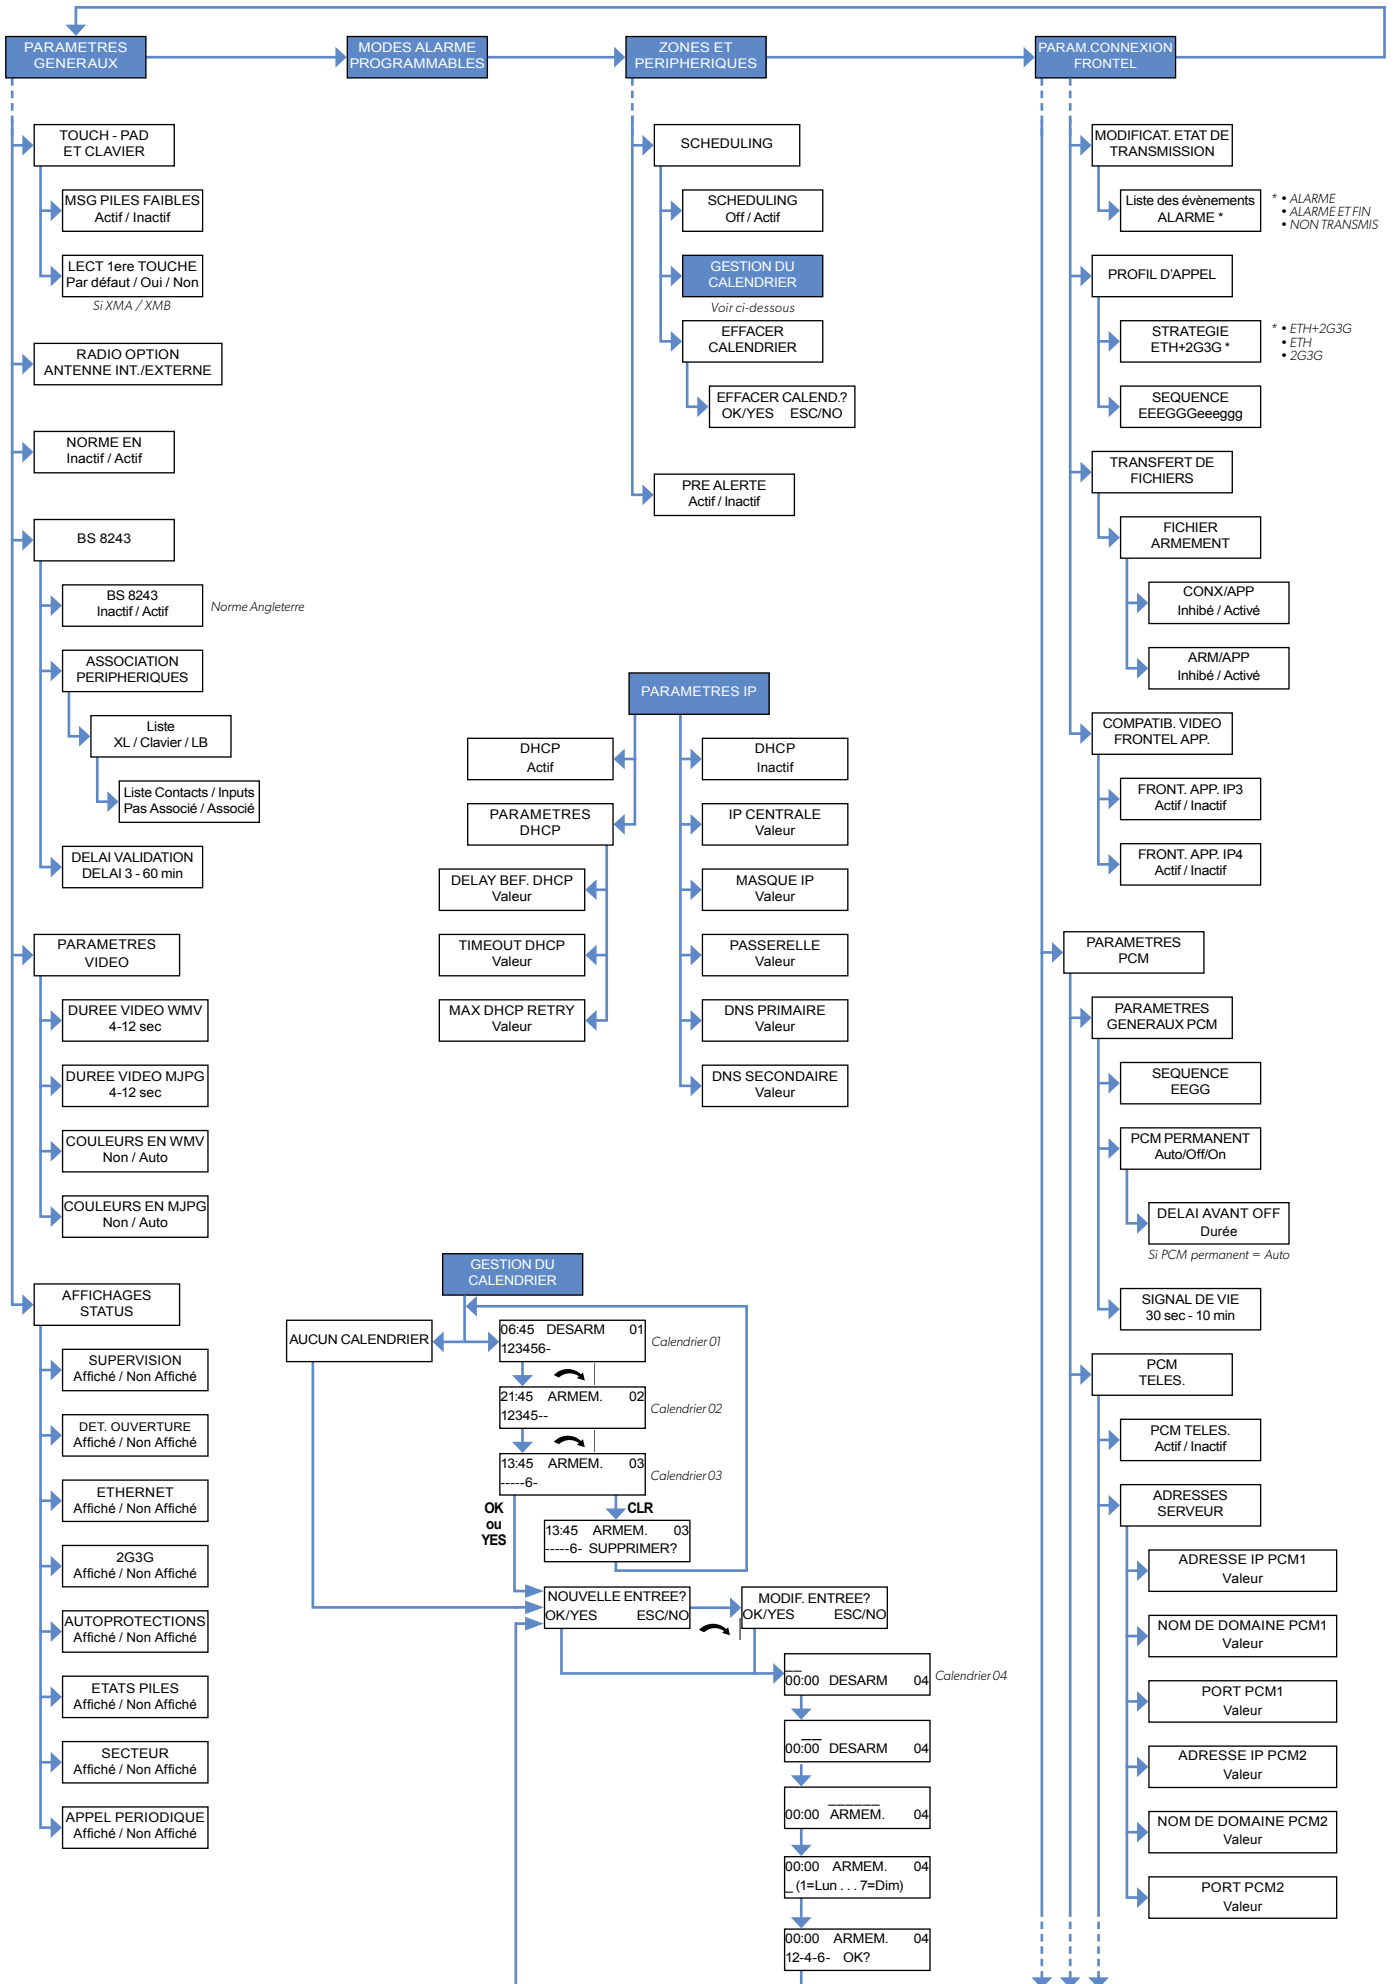 PARAMETRES
GENERAUX
MODES ALARME
PROGRAMMABLES
ZONES ET
PERIPHERIQUES
PARAM.CONNEXION
FRONTEL
TOUCH - PAD
ET CLAVIER
MSG PILES FAIBLES
Actif / Inactif
LECT 1ere TOUCHE
Par défaut / Oui / Non
Si XMA / XMB
RADIO OPTION
ANTENNE INT./EXTERNE
NORME EN
Inactif / Actif
BS 8243
BS 8243
Inactif / Actif
Norme Angleterre
ASSOCIATION
PERIPHERIQUES
Liste
XL / Clavier / LB
Liste Contacts / Inputs
Pas Associé / Associé
DELAI VALIDATION
DELAI 3 - 60 min
PARAMETRES
VIDEO
DUREE VIDEO WMV
4-12 sec
DUREE VIDEO MJPG
4-12 sec
COULEURS EN WMV
Non / Auto
COULEURS EN MJPG
Non / Auto
AFFICHAGES
STATUS
SUPERVISION
Affiché / Non Affiché
DET. OUVERTURE
Affiché / Non Affiché
ETHERNET
Affiché / Non Affiché
2G3G
Affiché / Non Affiché
AUTOPROTECTIONS
Affiché / Non Affiché
ETATS PILES
Affiché / Non Affiché
SECTEUR
Affiché / Non Affiché
APPEL PERIODIQUE
Affiché / Non Affiché
SCHEDULING
SCHEDULING
Off / Actif
GESTION DU
CALENDRIER
Voir ci-dessous
EFFACER
CALENDRIER
EFFACER CALEND.?
OK/YES ESC/NO
PRE ALERTE
Actif / Inactif
PARAMETRES IP
DHCP
Actif
PARAMETRES
DHCP
DELAY BEF. DHCP
Valeur
TIMEOUT DHCP
Valeur
MAX DHCP RETRY
Valeur
DHCP
Inactif
IP CENTRALE
Valeur
MASQUE IP
Valeur
PASSERELLE
Valeur
DNS PRIMAIRE
Valeur
DNS SECONDAIRE
Valeur
GESTION DU
CALENDRIER
AUCUN CALENDRIER
06:45 DESARM 01
123456-
Calendrier 01
21:45 ARMEM. 02
12345--
Calendrier 02
13:45 ARMEM. 03
-----6-
Calendrier 03
OK
ou
YES
CLR
13:45 ARMEM. 03
-----6- SUPPRIMER?
NOUVELLE ENTREE?
OK/YES ESC/NO
MODIF. ENTREE?
OK/YES ESC/NO
__
00:00 DESARM 04
Calendrier 04
__
00:00 DESARM 04
______
00:00 ARMEM. 04
00:00 ARMEM. 04
_ (1=Lun . . . 7=Dim)
00:00 ARMEM. 04
12-4-6- OK?
MODIFICAT. ETAT DE
TRANSMISSION
Liste des évènements
ALARME *
* • ALARME
• ALARME ET FIN
• NON TRANSMIS
PROFIL D'APPEL
STRATEGIE
ETH+2G3G *
* • ETH+2G3G
• ETH
• 2G3G
SEQUENCE
EEEGGGeeeggg
TRANSFERT DE
FICHIERS
FICHIER
ARMEMENT
CONX/APP
Inhibé / Activé
ARM/APP
Inhibé / Activé
COMPATIB. VIDEO
FRONTEL APP.
FRONT. APP. IP3
Actif / Inactif
FRONT. APP. IP4
Actif / Inactif
PARAMETRES
PCM
PARAMETRES
GENERAUX PCM
SEQUENCE
EEGG
PCM PERMANENT
Auto/Off/On
DELAI AVANT OFF
Durée
Si PCM permanent = Auto
SIGNAL DE VIE
30 sec - 10 min
PCM
TELES.
PCM TELES.
Actif / Inactif
ADRESSES
SERVEUR
ADRESSE IP PCM1
Valeur
NOM DE DOMAINE PCM1
Valeur
PORT PCM1
Valeur
ADRESSE IP PCM2
Valeur
NOM DE DOMAINE PCM2
Valeur
PORT PCM2
Valeur